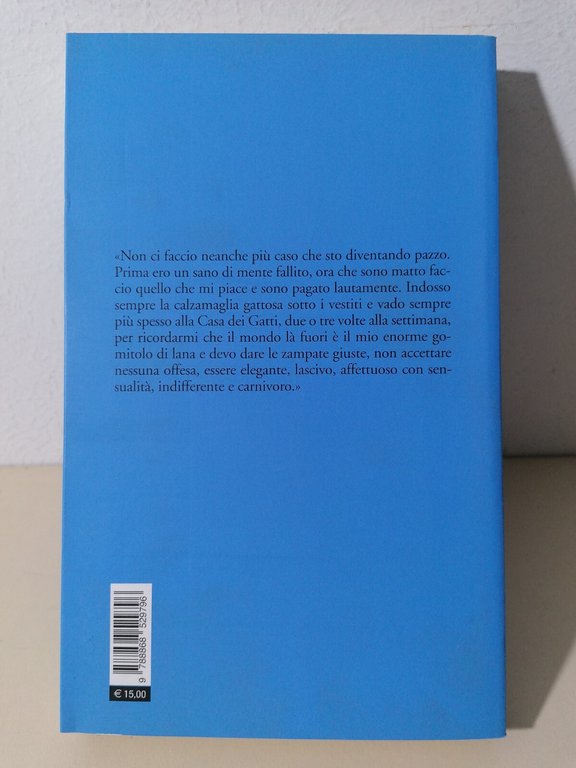 «Non ci faccio neanche più caso che sto diventando pazzo.
Prima ero un sano di mente fallito, ora che sono matto fac-
cio quello che mi piace e sono pagato lautamente. Indosso
sempre la calzamaglia gattosa sotto i vestiti e vado sempre
più spesso alla Casa dei Gatti, due o tre volte alla settimana,
per ricordarmi che il mondo là fuori è il mio enorme go-
mitolo di lana e devo dare le zampate giuste, non accettare
nessuna offesa, essere elegante, lascivo, affettuoso con sen-
sualità, indifferente e carnivoro.»
9 788868 529796
€ 15,00